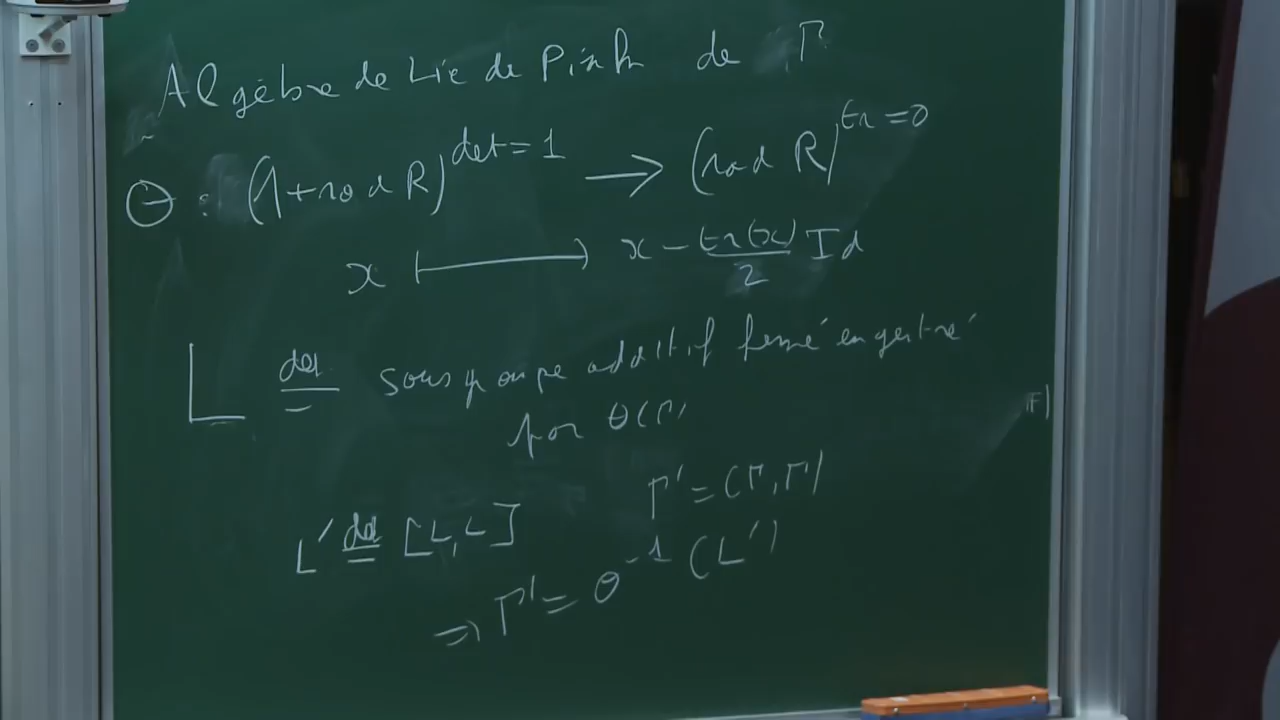 Algèbre de Lie de Pink de Γ
Θ : (1+rad R)^{det=1} → (rad R)^{tr=0}
x ⟼ x - tr(x)/2 Id
L déf = sous groupe additif fermé engendré
par Θ(Γ)
Γ' = (Γ,Γ)
L' déf = [L,L]
⇒ Γ' = Θ^{-1}(L')